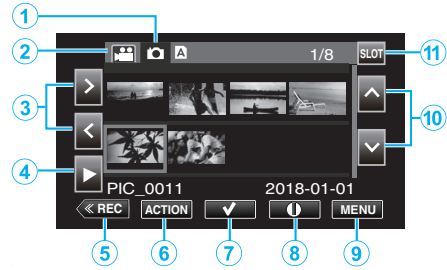 1
2 A 1/8 SLOT 11
3 > ^ 10
<
4
PIC_0011 2018-01-01
≪ REC ACTION ✔ MENU
5 6 7 8 9